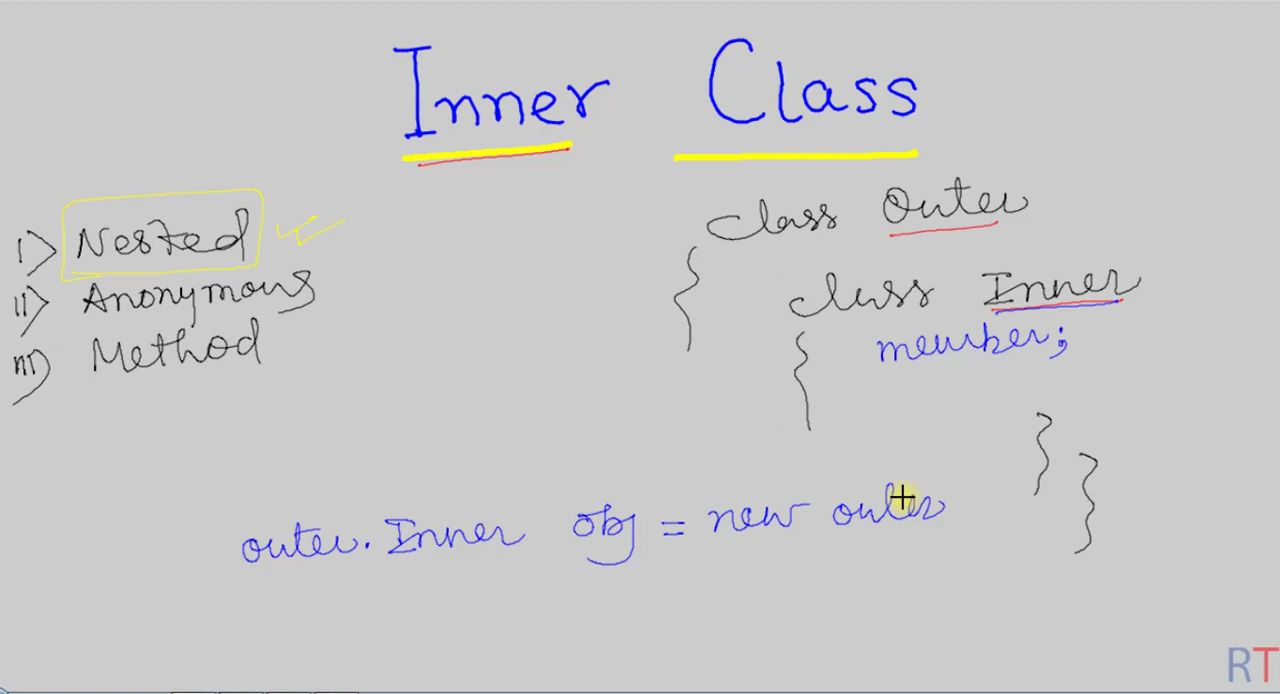 Inner Class
I) Nested
II) Anonymous
III) Method
class Outer
{
class Inner
{ member;
}
}
outer.Inner obj = new outer
RT